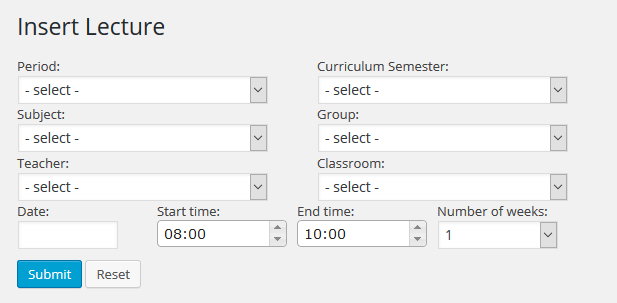 Insert Lecture
Period: Curriculum Semester:
- select - - select -
Subject: Group:
- select - - select -
Teacher: Classroom:
- select - - select -
Date: Start time: End time: Number of weeks:
08:00 10:00 1
Submit Reset